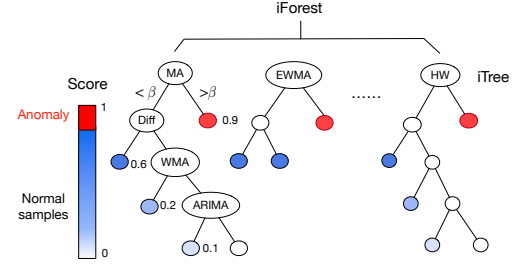 iForest
MA
EWMA
HW
iTree
Score
< β
>β
......
Anomaly
1
Diff
0.9
0.6
WMA
Normal
samples
0.2
ARIMA
0.1
0